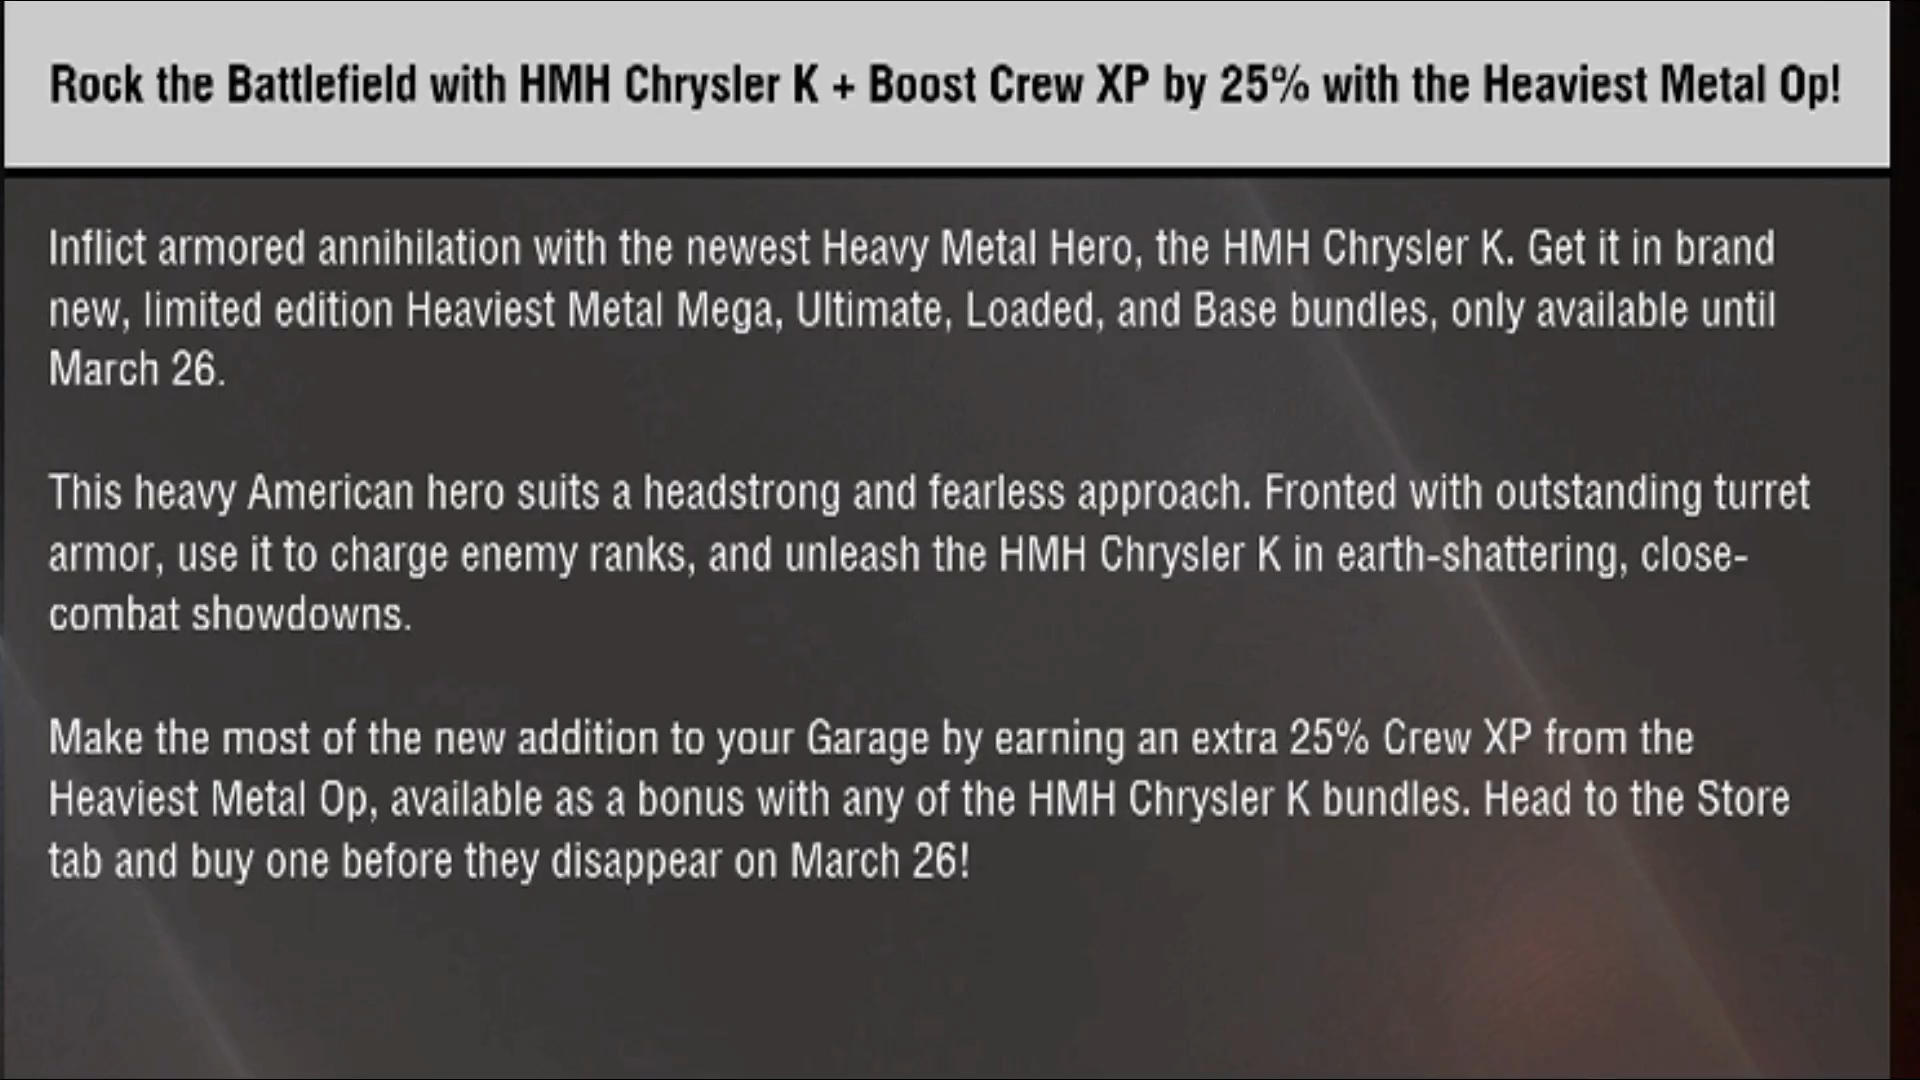 Rock the Battlefield with HMH Chrysler K + Boost Crew XP by 25% with the Heaviest Metal Op!
Inflict armored annihilation with the newest Heavy Metal Hero, the HMH Chrysler K. Get it in brand
new, limited edition Heaviest Metal Mega, Ultimate, Loaded, and Base bundles, only available until
March 26.
This heavy American hero suits a headstrong and fearless approach. Fronted with outstanding turret
armor, use it to charge enemy ranks, and unleash the HMH Chrysler K in earth-shattering, close-
combat showdowns.
Make the most of the new addition to your Garage by earning an extra 25% Crew XP from the
Heaviest Metal Op, available as a bonus with any of the HMH Chrysler K bundles. Head to the Store
tab and buy one before they disappear on March 26!